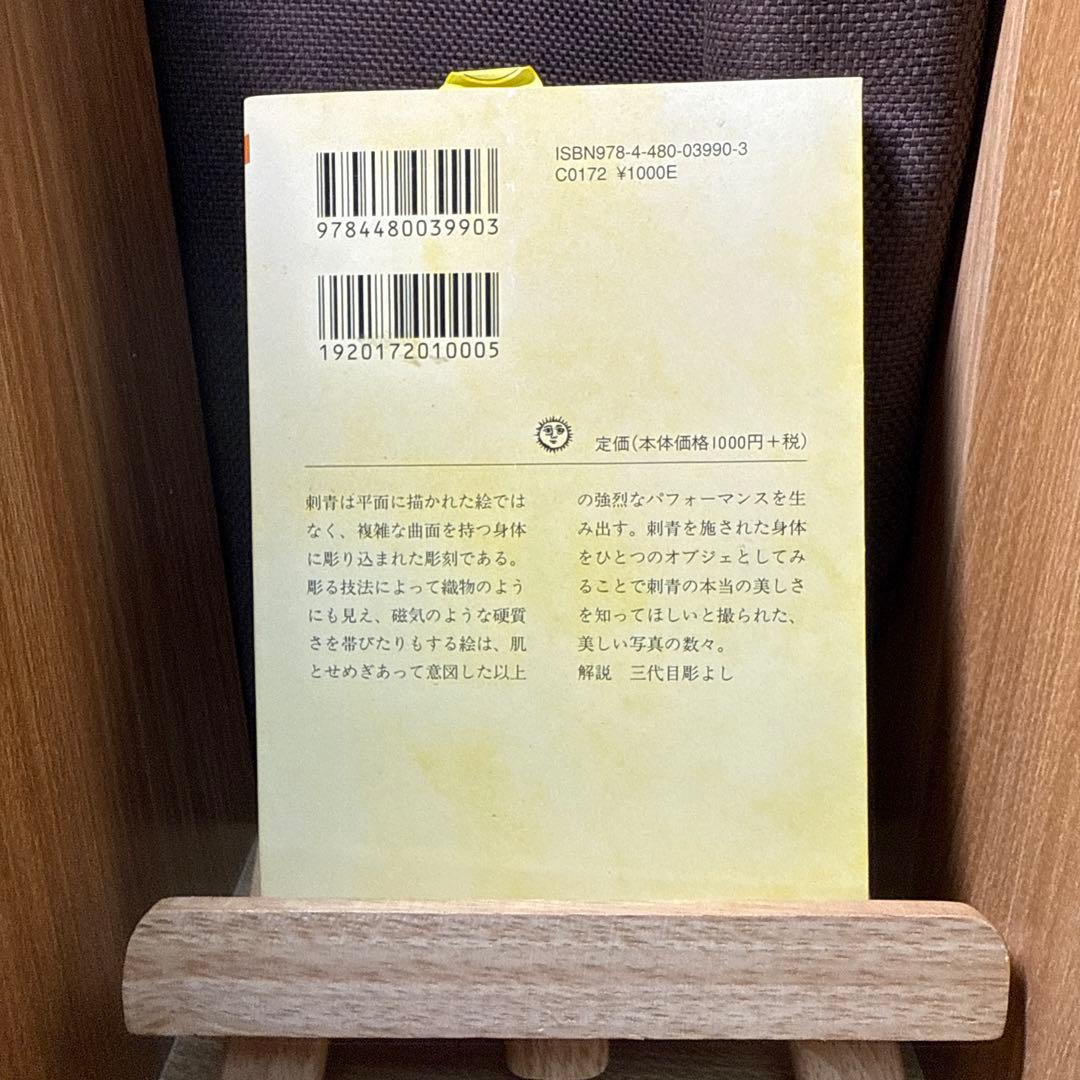 ISBN978-4-480-03990-3
C0172 ¥1000E
9784480039903
1920172010005
定価(本体価格1000円+税)
刺青は平面に描かれた絵では
なく、複雑な曲面を持つ身体
に彫り込まれた彫刻である。
彫る技法によって織物のよう
にも見え、磁気のような硬質
さを帯びたりもする絵は、肌
とせめぎあって意図した以上
の強烈なパフォーマンスを生
み出す。刺青を施された身体
をひとつのオブジェとしてみ
ることで刺青の本当の美しさ
を知ってほしいと撮られた、
美しい写真の数々。
解説 三代目彫よし